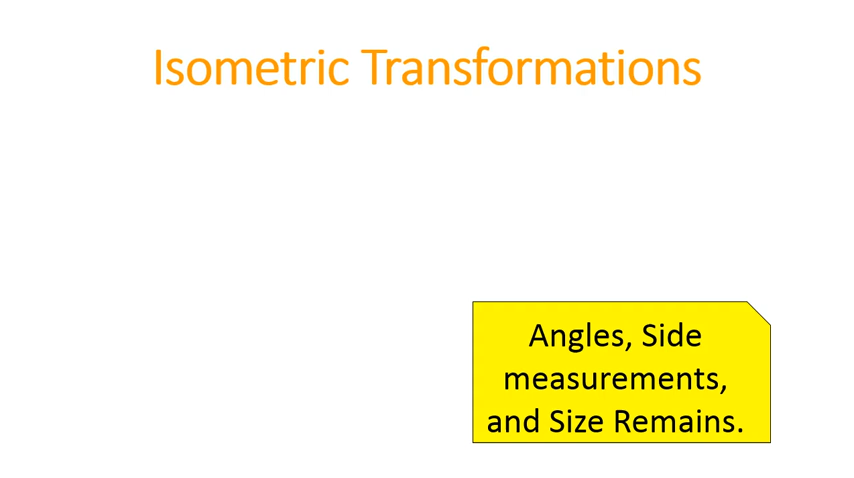 Isometric Transformations
Angles, Side
measurements,
and Size Remains.